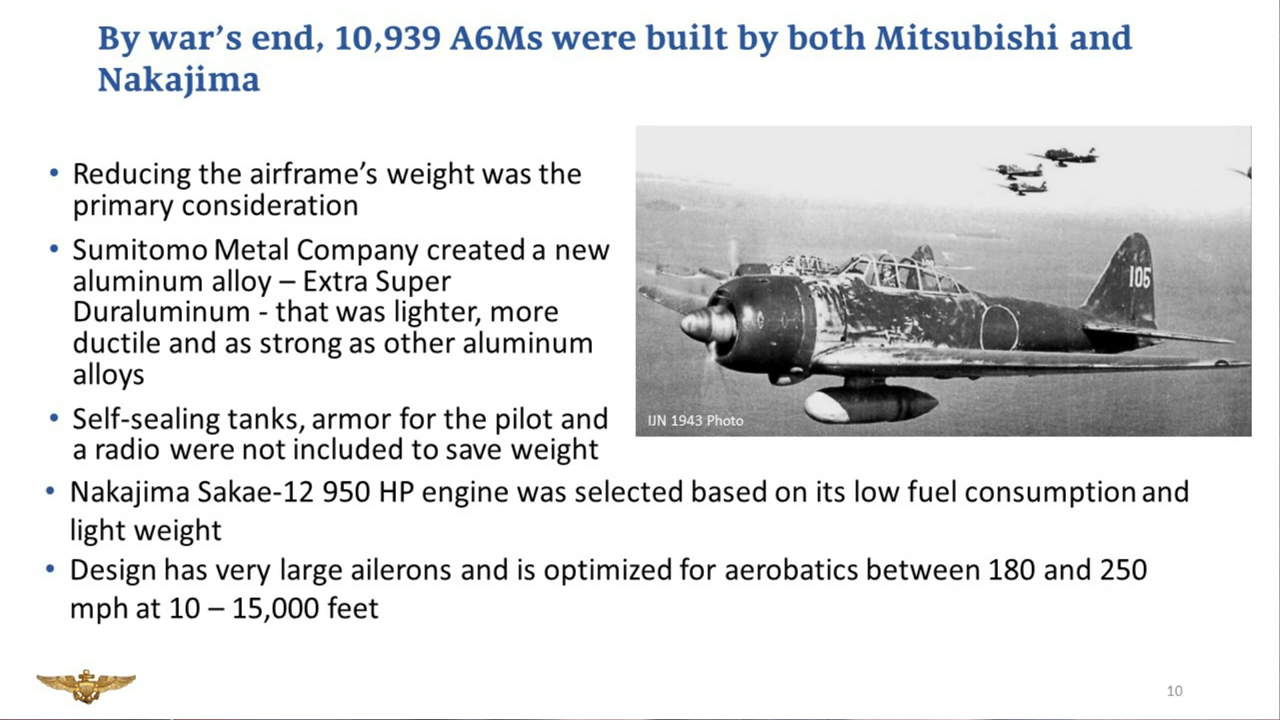 By war’s end, 10,939 A6Ms were built by both Mitsubishi and
Nakajima
• Reducing the airframe’s weight was the
primary consideration
• Sumitomo Metal Company created a new
aluminum alloy – Extra Super
Duraluminum - that was lighter, more
ductile and as strong as other aluminum
alloys
• Self-sealing tanks, armor for the pilot and
a radio were not included to save weight
105
IJN 1943 Photo
• Nakajima Sakae-12 950 HP engine was selected based on its low fuel consumption and
light weight
• Design has very large ailerons and is optimized for aerobatics between 180 and 250
mph at 10 – 15,000 feet
10